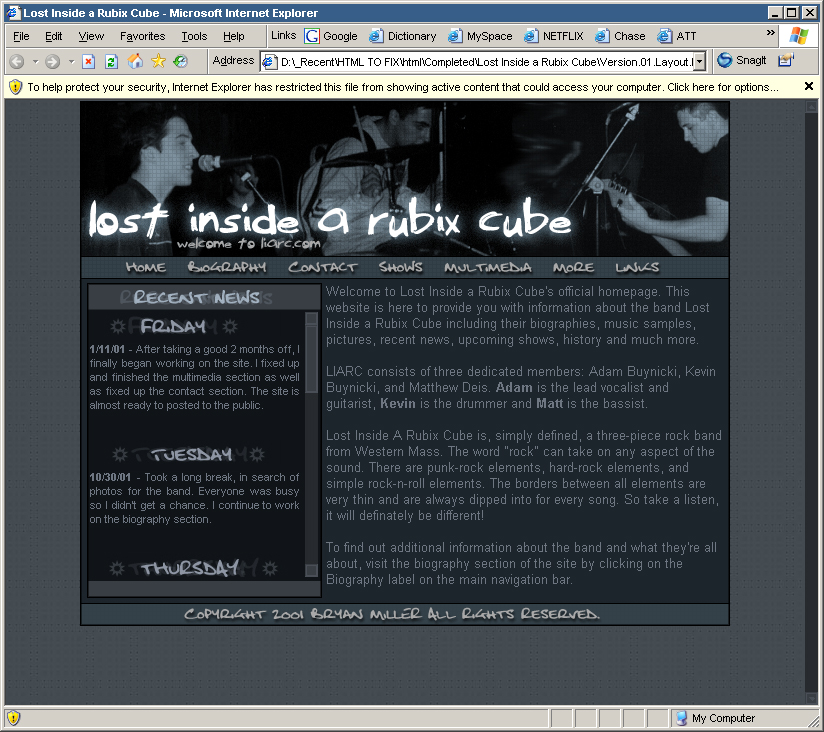 Lost Inside a Rubix Cube - Microsoft Internet Explorer
File Edit View Favorites Tools Help Links Google Dictionary MySpace NETFLIX Chase ATT »
Address D:\_Recent\HTML TO FIX\html\Completed\Lost Inside a Rubix Cube\Version.01.Layout. SnagIt
To help protect your security, Internet Explorer has restricted this file from showing active content that could access your computer. Click here for options...
lost inside a rubix cube
welcome to liarc.com
Home Biography Contact Shows Multimedia More Links
Recent News
Friday
1/11/01 - After taking a good 2 months off, I
finally began working on the site. I fixed up
and finished the multimedia section as well
as fixed up the contact section. The site is
almost ready to posted to the public.
Tuesday
10/30/01 - Took a long break, in search of
photos for the band. Everyone was busy
so I didn't get a chance. I continue to work
on the biography section.
Thursday
Welcome to Lost Inside a Rubix Cube's official homepage. This
website is here to provide you with information about the band Lost
Inside a Rubix Cube including their biographies, music samples,
pictures, recent news, upcoming shows, history and much more.
LIARC consists of three dedicated members: Adam Buynicki, Kevin
Buynicki, and Matthew Deis. Adam is the lead vocalist and
guitarist, Kevin is the drummer and Matt is the bassist.
Lost Inside A Rubix Cube is, simply defined, a three-piece rock band
from Western Mass. The word "rock" can take on any aspect of the
sound. There are punk-rock elements, hard-rock elements, and
simple rock-n-roll elements. The borders between all elements are
very thin and are always dipped into for every song. So take a listen,
it will definately be different!
To find out additional information about the band and what they're all
about, visit the biography section of the site by clicking on the
Biography label on the main navigation bar.
Copyright 2001 Bryan Miller All Rights Reserved.
My Computer